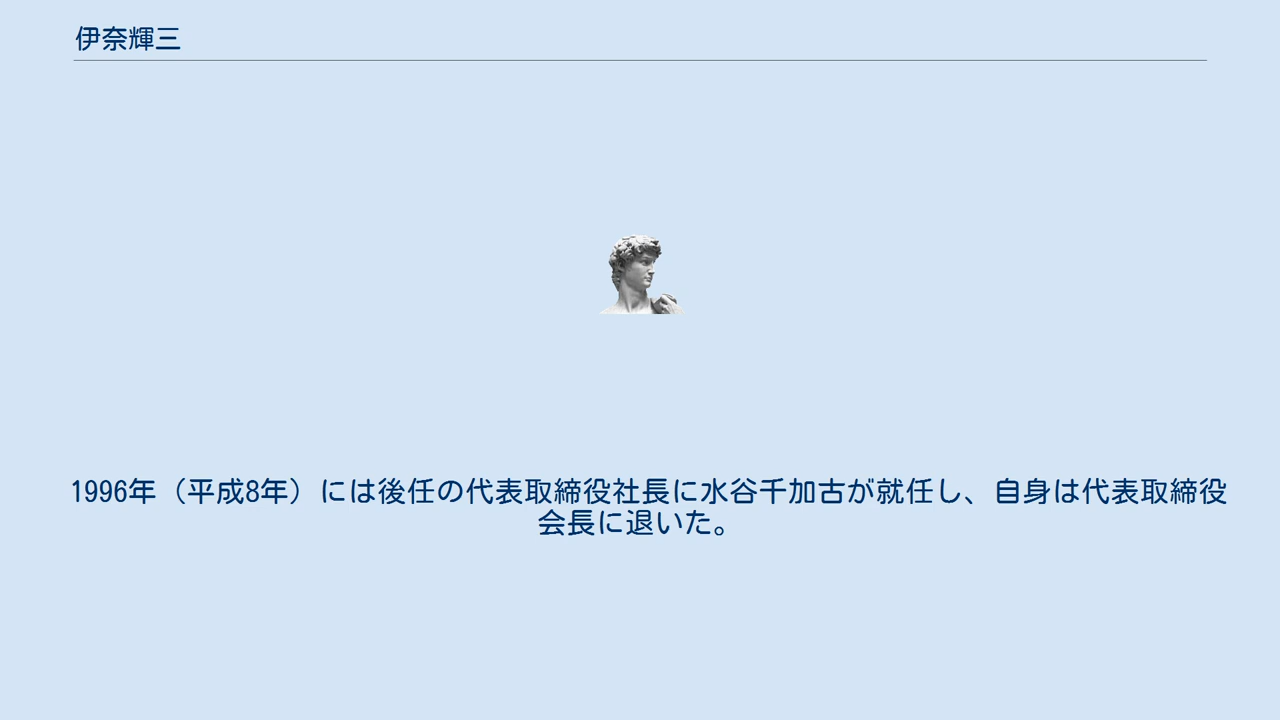 伊奈輝三
1996年（平成8年）には後任の代表取締役社長に水谷千加古が就任し、自身は代表取締役
会長に退いた。